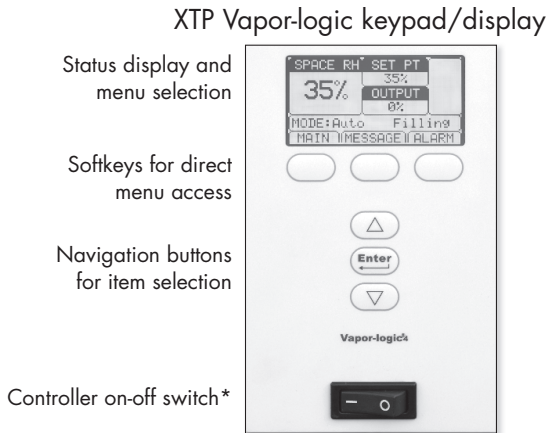 XTP Vapor-logic keypad/display
Status display and
menu selection
SPACE RH SET PT
35%
35%
OUTPUT
0%
MODE:Auto Filling
MAIN MESSAGE ALARM
Softkeys for direct
menu access
Navigation buttons
for item selection
Enter
Vapor-logic4
Controller on-off switch*
– O